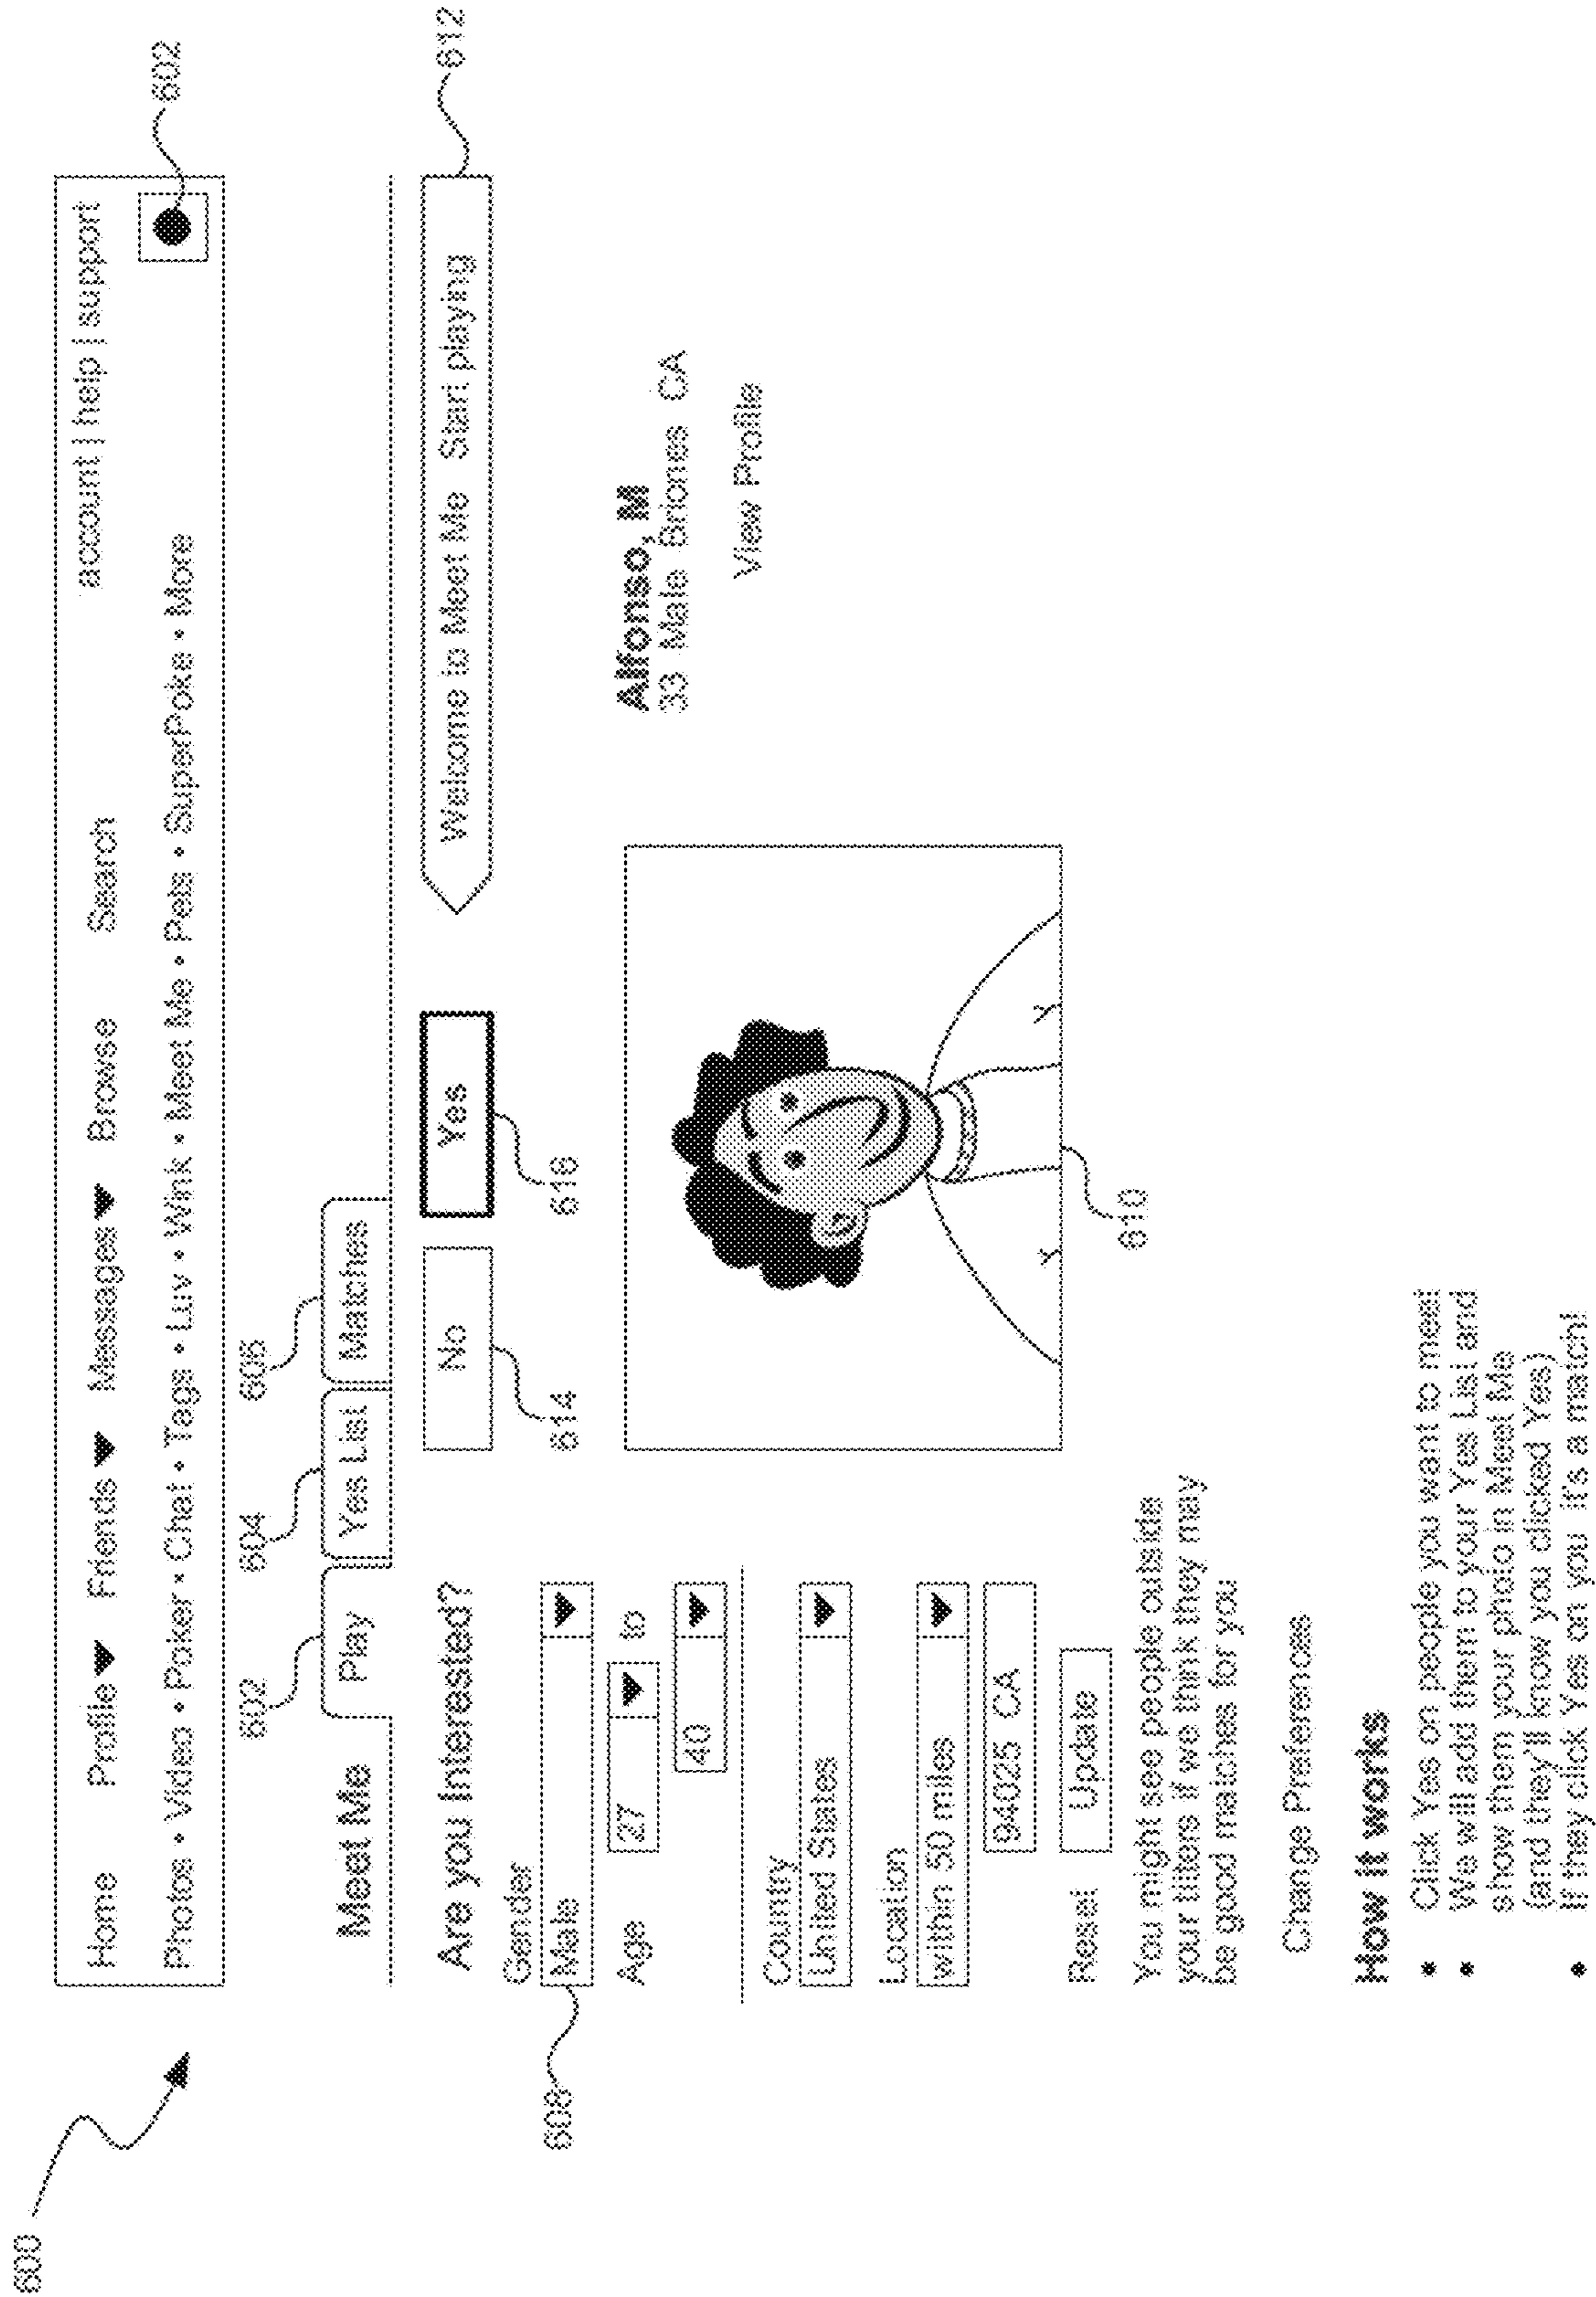 600
account | help | support
Home Profile Friends Messages Browse Search
602
Photos • Video • Poker • Chat • Tags • Luv • Wink • Meet Me • Pets • SuperPoke • More
602 604 606
Meet Me Play Yes List Matches
Are you Interested?
No Yes Welcome to Meet Me Start playing
612
614 618
Gender
608
Male
Age 27 to
40
Alfonso, M
33 Male Briones CA
View Profile
Country
United States
Location
within 50 miles
94025 CA
Reset Update
610
You might see people outside
your filters if we think they may
be good matches for you
Change Preferences
How it works
• Click Yes on people you want to meet
• We will add them to your Yes List and
show them your photo in Meet Me
(and they'll know you clicked Yes)
• If they click Yes on you it's a match!